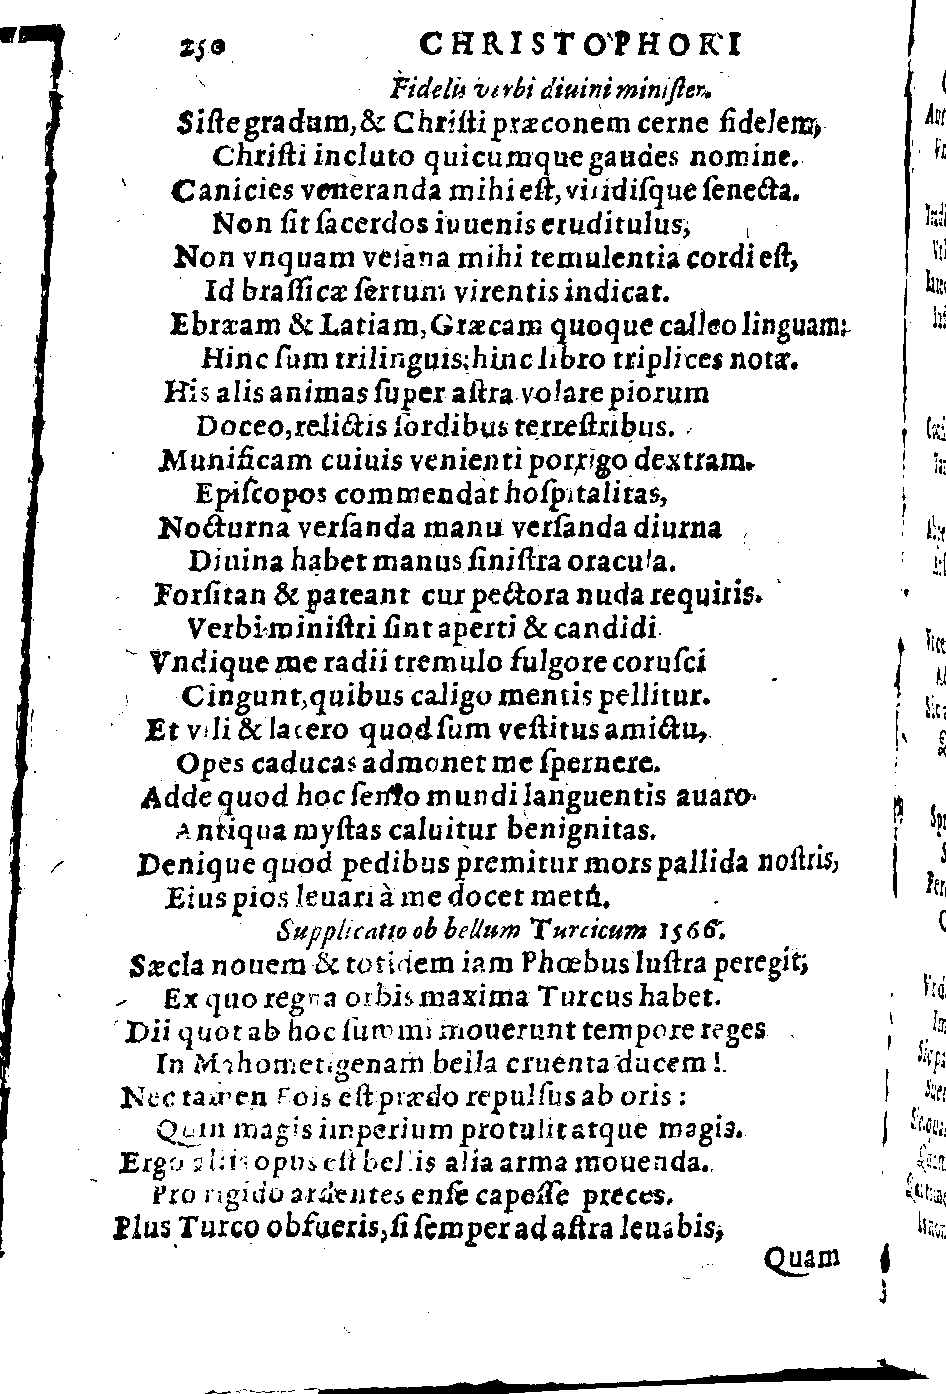 250 CHRISTOPHORI
Fidelis verbi diuini miniſter.
Siſte gradum, & Chriſti præconem cerne fidelem,
Chriſti incluto quicumque gaudes nomine.
Canicies veneranda mihi eſt, viridiſque ſenecta.
Non ſit ſacerdos iuuenis eruditulus,
Non vnquam veſana mihi temulentia cordi eſt,
Id braſſicæ ſertum virentis indicat.
Ebræam & Latiam, Græcam quoque calleo linguam:
Hinc ſum trilinguis; hinc libro triplices notæ.
His alis animas ſuper aſtra volare piorum
Doceo, relictis ſordibus terreſtribus.
Munificam cuiuis venienti porrigo dextram.
Epiſcopos commendat hoſpitalitas,
Nocturna verſanda manu verſanda diurna
Diuina habet manus ſiniſtra oracula.
Forſitan & pateant cur pectora nuda requiris.
Verbi miniſtri ſint aperti & candidi
Vndique me radii tremulo fulgore coruſci
Cingunt, quibus caligo mentis pellitur.
Et vili & lacero quod ſum veſtitus amictu,
Opes caducas admonet me ſpernere.
Adde quod hoc ſenio mundi languentis auaro
Antiqua myſtas caluitur benignitas.
Denique quod pedibus premitur mors pallida noſtris,
Eius pios leuari à me docet metú.
Supplicatio ob bellum Turcicum 1566.
Sæcla nouem & totidem iam Phœbus luſtra peregit;
Ex quo regna orbis maxima Turcus habet.
Dii quot ab hoc ſummi mouerunt tempore reges
In Mahometigenam bella cruenta ducem!
Nec tamen Eois eſt prædo repulſus ab oris:
Quin magis imperium protulit atque magis.
Ergo aliis opus eſt bellis alia arma mouenda.
Pro rigido ardentes enſe capeſſe preces.
Plus Turco obfueris, ſi ſemper ad aſtra leuabis,
Quam